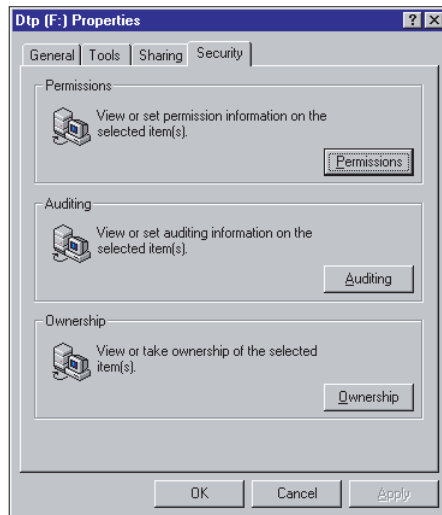 Dtp (F:) Properties
General Tools Sharing Security
Permissions
View or set permission information on the
selected item(s).
Permissions
Auditing
View or set auditing information on the
selected item(s).
Auditing
Ownership
View or take ownership of the selected
item(s).
Ownership
OK Cancel Apply